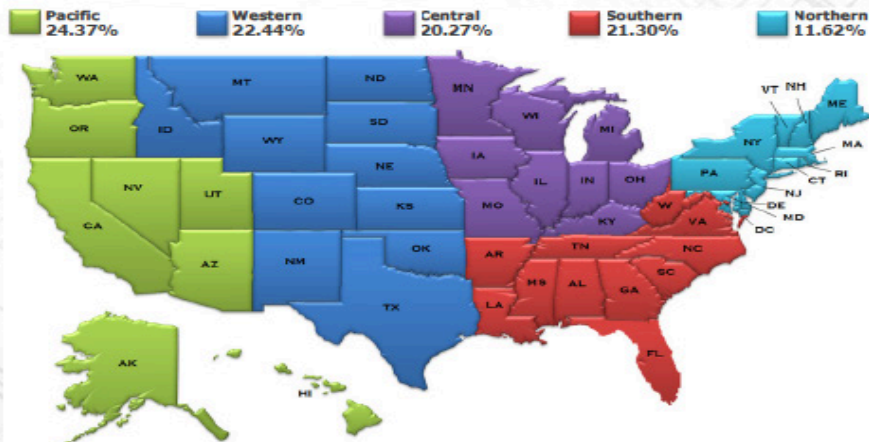 Pacific
24.37%
Western
22.44%
Central
20.27%
Southern
21.30%
Northern
11.62%
WA
MT
ND
MN
VT
NH
ME
OR
ID
SD
WI
MI
NY
MA
WY
IA
PA
CT
RI
NV
UT
NE
IL
IN
OH
NJ
CA
CO
KS
MO
KY
W
VA
DE
MD
DC
AZ
NM
OK
AR
TN
NC
SC
TX
LA
MS
AL
GA
FL
AK
HI